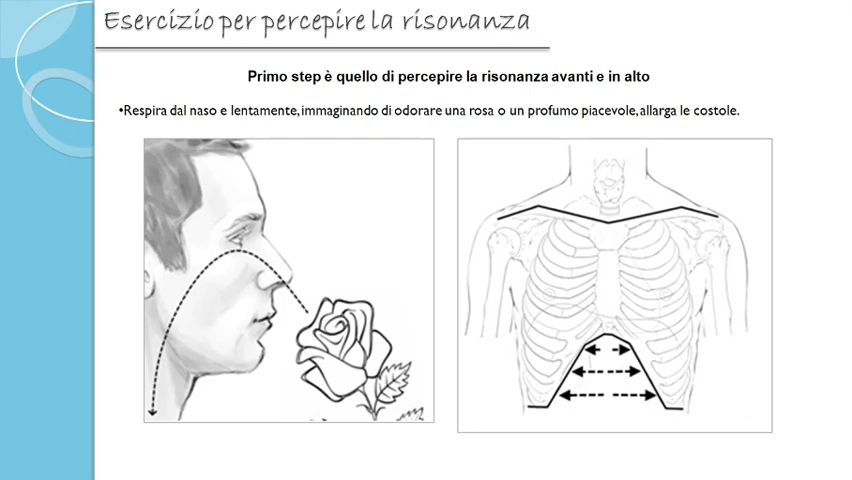 Esercizio per percepire la risonanza
Primo step è quello di percepire la risonanza avanti e in alto
•Respira dal naso e lentamente, immaginando di odorare una rosa o un profumo piacevole, allarga le costole.